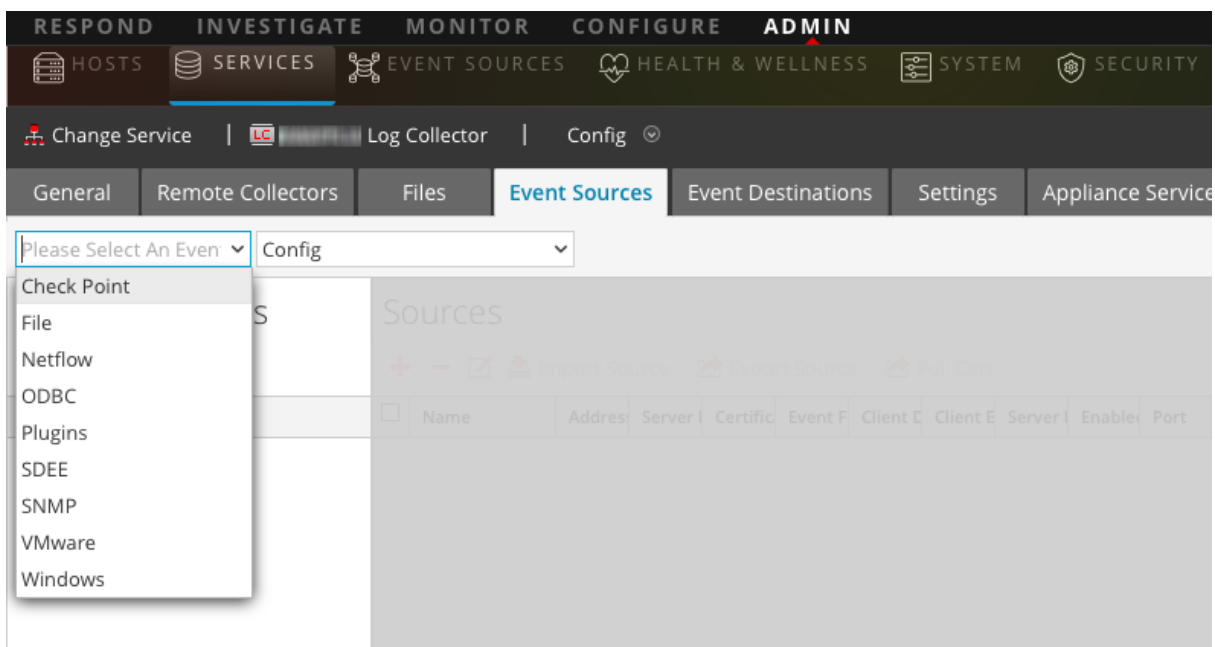 RESPOND INVESTIGATE MONITOR CONFIGURE ADMIN
HOSTS SERVICES EVENT SOURCES HEALTH & WELLNESS SYSTEM SECURITY
Change Service | LC Log Collector | Config
General Remote Collectors Files Event Sources Event Destinations Settings Appliance Service
Please Select An Even Config
Check Point
File
Netflow
ODBC
Plugins
SDEE
SNMP
VMware
Windows
s Sources
Import Source Export Source
Name Addres Server Certific Event F Client Client E Server Enable Port